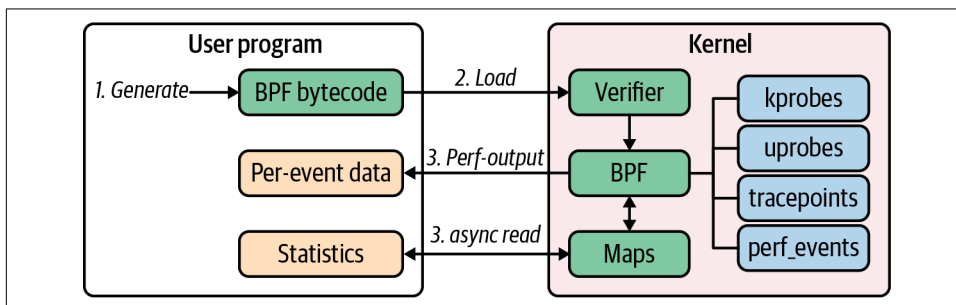 User program
Kernel
1. Generate
BPF bytecode
2. Load
Verifier
kprobes
uprobes
Per-event data
3. Perf-output
BPF
tracepoints
Statistics
3. async read
Maps
perf_events